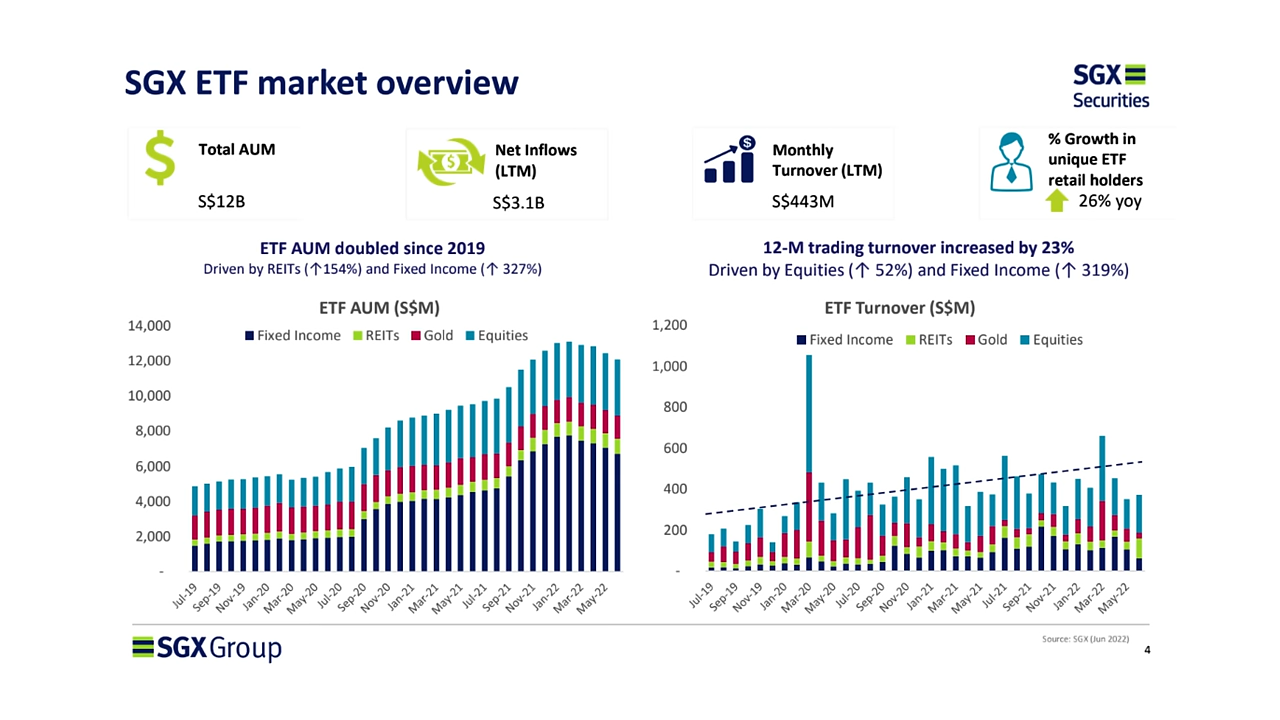 SGX ETF market overview
SGX
Securities
Total AUM
S$12B
Net Inflows
(LTM)
S$3.1B
Monthly
Turnover (LTM)
S$443M
% Growth in
unique ETF
retail holders
26% yoy
ETF AUM doubled since 2019
Driven by REITs (↑154%) and Fixed Income (↑ 327%)
12-M trading turnover increased by 23%
Driven by Equities (↑ 52%) and Fixed Income (↑ 319%)
ETF AUM (S$M)
Fixed Income REITs Gold Equities
14,000
12,000
10,000
8,000
6,000
4,000
2,000
-
Jul-19 Sep-19 Nov-19 Jan-20 Mar-20 May-20 Jul-20 Sep-20 Nov-20 Jan-21 Mar-21 May-21 Jul-21 Sep-21 Nov-21 Jan-22 Mar-22 May-22
ETF Turnover (S$M)
Fixed Income REITs Gold Equities
1,200
1,000
800
600
400
200
-
Jul-19 Sep-19 Nov-19 Jan-20 Mar-20 May-20 Jul-20 Sep-20 Nov-20 Jan-21 Mar-21 May-21 Jul-21 Sep-21 Nov-21 Jan-22 Mar-22 May-22
SGX Group
Source: SGX (Jun 2022)
4